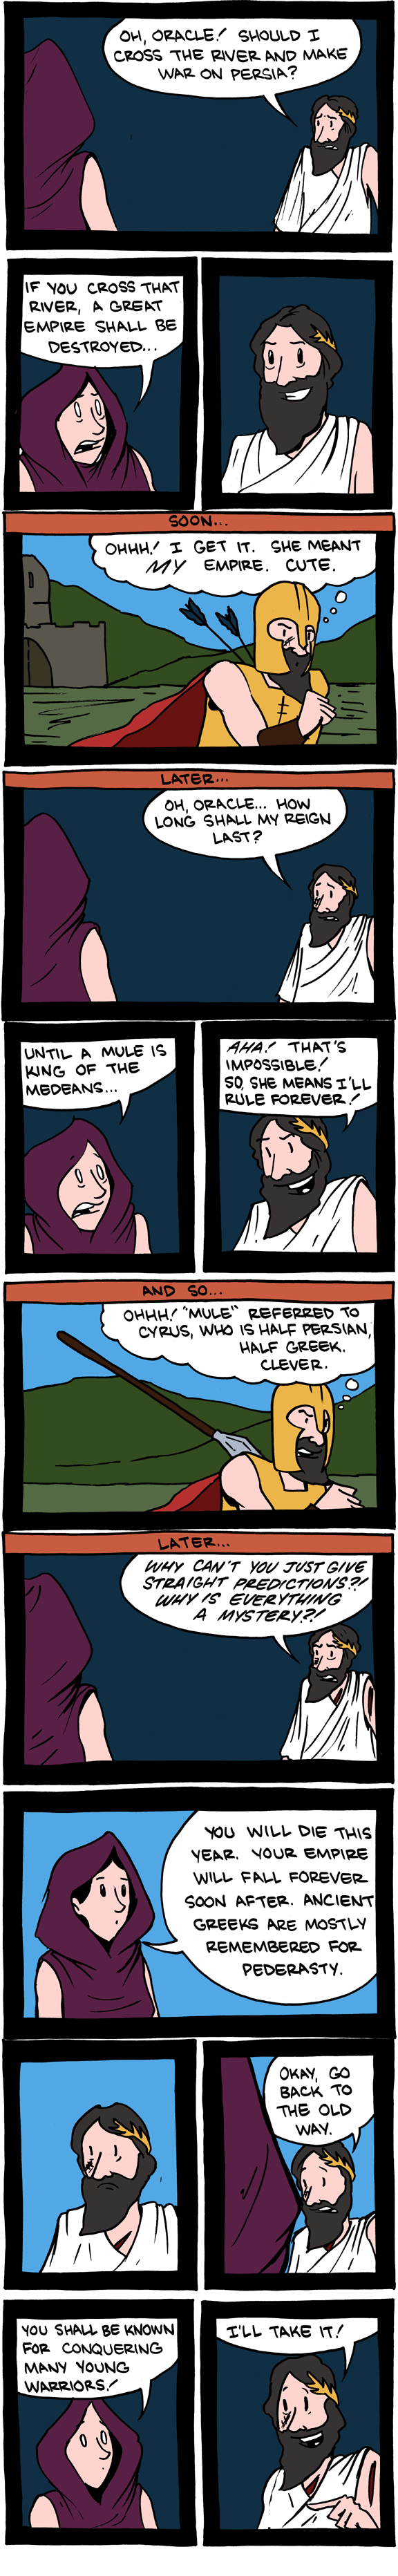 OH, ORACLE! SHOULD I
CROSS THE RIVER AND MAKE
WAR ON PERSIA?
IF YOU CROSS THAT
RIVER, A GREAT
EMPIRE SHALL BE
DESTROYED...
SOON...
OHHH! I GET IT. SHE MEANT
MY EMPIRE. CUTE.
LATER...
OH, ORACLE... HOW
LONG SHALL MY REIGN
LAST?
UNTIL A MULE IS
KING OF THE
MEDEANS...
AHA! THAT'S
IMPOSSIBLE!
SO, SHE MEANS I'LL
RULE FOREVER!
AND SO...
OHHH! "MULE" REFERRED TO
CYRUS, WHO IS HALF PERSIAN,
HALF GREEK.
CLEVER.
LATER...
WHY CAN'T YOU JUST GIVE
STRAIGHT PREDICTIONS?!
WHY IS EVERYTHING
A MYSTERY?!
YOU WILL DIE THIS
YEAR. YOUR EMPIRE
WILL FALL FOREVER
SOON AFTER. ANCIENT
GREEKS ARE MOSTLY
REMEMBERED FOR
PEDERASTY.
OKAY, GO
BACK TO
THE OLD
WAY.
YOU SHALL BE KNOWN
FOR CONQUERING
MANY YOUNG
WARRIORS!
I'LL TAKE IT!